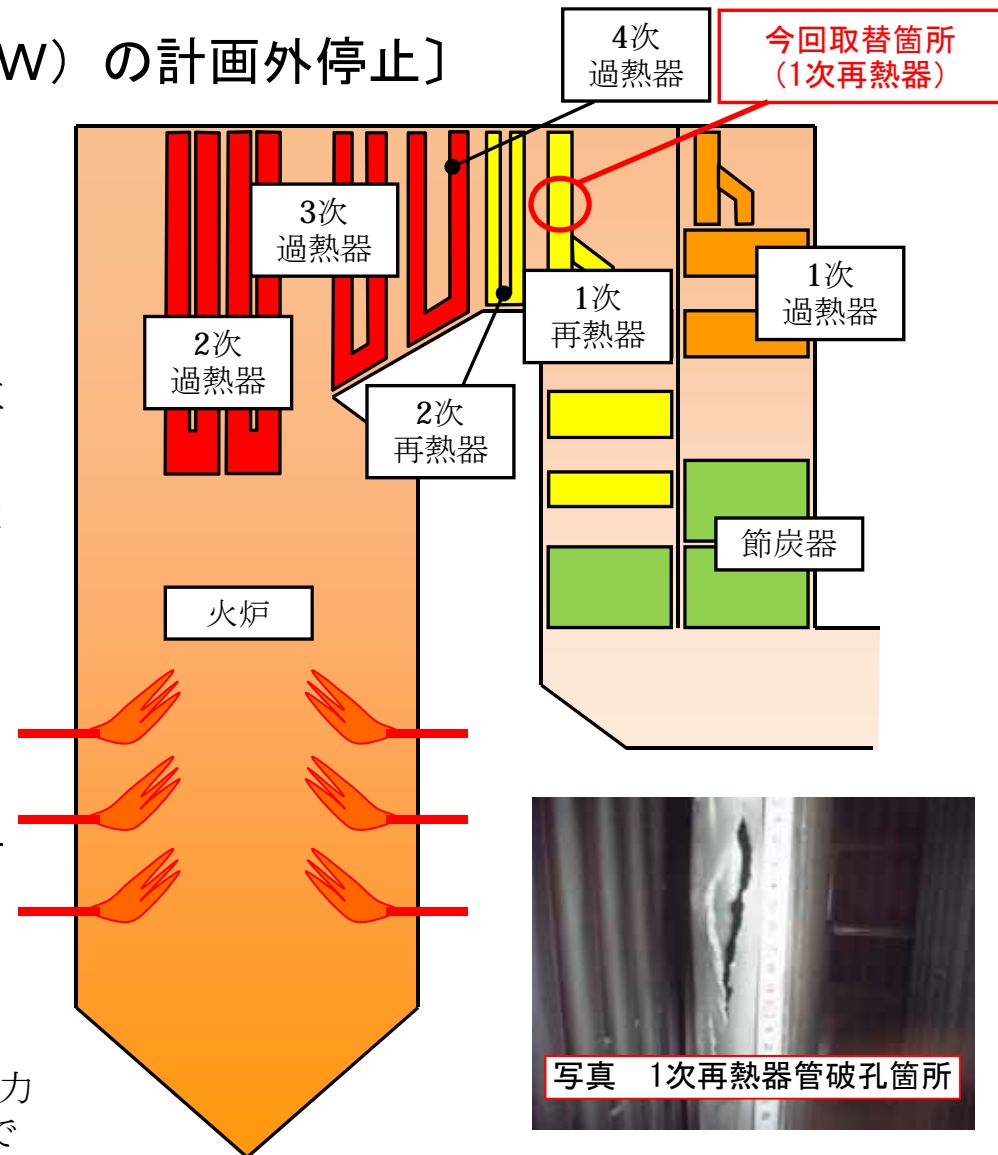 W）の計画外停止〕
4次
過熱器
今回取替箇所
（1次再熱器）
3次
過熱器
1次
過熱器
1次
再熱器
2次
過熱器
2次
再熱器
節炭器
火炉
力
で
写真　1次再熱器管破孔箇所